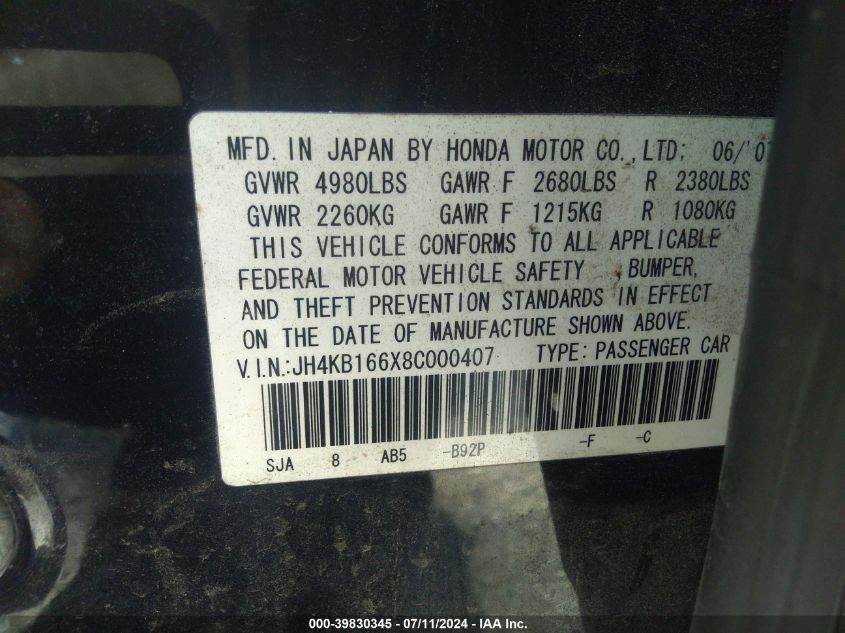 MFD. IN JAPAN BY HONDA MOTOR CO., LTD; 06/'07
GVWR 4980LBS GAWR F 2680LBS R 2380LBS
GVWR 2260KG GAWR F 1215KG R 1080KG
THIS VEHICLE CONFORMS TO ALL APPLICABLE
FEDERAL MOTOR VEHICLE SAFETY , BUMPER,
AND THEFT PREVENTION STANDARDS IN EFFECT
ON THE DATE OF MANUFACTURE SHOWN ABOVE.
V.I.N.:JH4KB166X8C000407 TYPE: PASSENGER CAR
SJA 8 AB5 -B92P -F -C
000-39830345 - 07/11/2024 - IAA Inc.